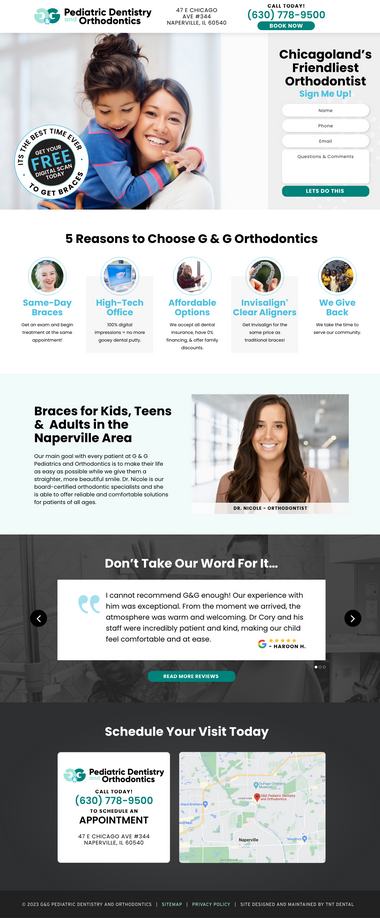 G&G Pediatric Dentistry
and Orthodontics
47 E CHICAGO
AVE #344
NAPERVILLE, IL 60540
CALL TODAY!
(630) 778-9500
BOOK NOW
ITS THE BEST TIME EVER
TO GET BRACES
GET YOUR
FREE
DIGITAL SCAN
TODAY
Chicagoland's
Friendliest
Orthodontist
Sign Me Up!
Name
Phone
Email
Questions & Comments
LETS DO THIS
5 Reasons to Choose G & G Orthodontics
Same-Day
Braces
Get an exam and begin
treatment at the same
appointment!
High-Tech
Office
100% digital
impressions = no more
gooey dental putty.
Affordable
Options
We accept all dental
insurance, have 0%
financing, & offer family
discounts.
Invisalign®
Clear Aligners
Get Invisalign for the
same price as
traditional braces!
We Give
Back
We take the time to
serve our community.
Braces for Kids, Teens
& Adults in the
Naperville Area
Our main goal with every patient at G & G
Pediatrics and Orthodontics is to make their life
as easy as possible while we give them a
straighter, more beautiful smile. Dr. Nicole is our
board-certified orthodontic specialists and she
is able to offer reliable and comfortable solutions
for patients of all ages.
DR. NICOLE - ORTHODONTIST
Don't Take Our Word For It...
I cannot recommend G&G enough! Our experience with
him was exceptional. From the moment we arrived, the
atmosphere was warm and welcoming. Dr Cory and his
staff were incredibly patient and kind, making our child
feel comfortable and at ease.
- HAROON H.
READ MORE REVIEWS
Schedule Your Visit Today
G&G Pediatric Dentistry
and Orthodontics
CALL TODAY!
(630) 778-9500
TO SCHEDULE AN
APPOINTMENT
47 E CHICAGO AVE #344
NAPERVILLE, IL 60540
G&G Pediatric Dentistry
and Orthodontics
Naperville
© 2023 G&G PEDIATRIC DENTISTRY AND ORTHODONTICS | SITEMAP | PRIVACY POLICY | SITE DESIGNED AND MAINTAINED BY TNT DENTAL